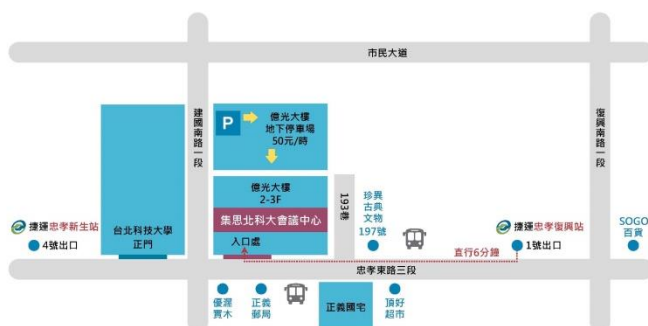 市民大道
建國南路一段
復興南路一段
P
億光大樓
地下停車場
50元/時
億光大樓
2-3F
集思北科大會議中心
入口處
193巷
珍異
古典
文物
197號
台北科技大學
正門
捷運忠孝新生站
4號出口
捷運忠孝復興站
1號出口
SOGO
百貨
直行6分鐘
忠孝東路三段
優渥
實木
正義
郵局
正義國宅
頂好
超市